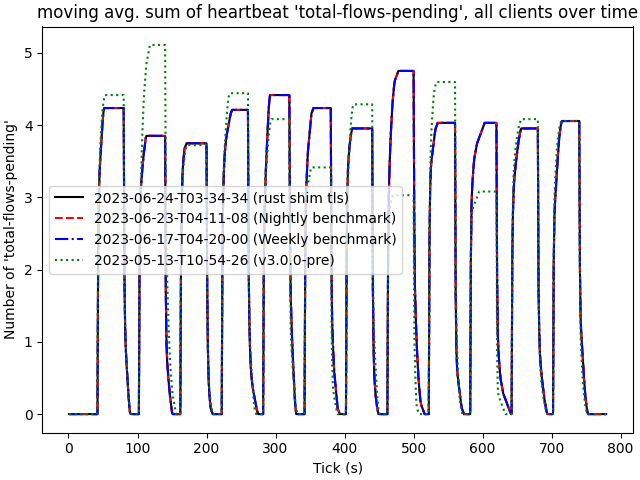 moving avg. sum of heartbeat 'total-flows-pending', all clients over time
Number of 'total-flows-pending'
5
4
3
2
1
0
2023-06-24-T03-34-34 (rust shim tls)
2023-06-23-T04-11-08 (Nightly benchmark)
2023-06-17-T04-20-00 (Weekly benchmark)
2023-05-13-T10-54-26 (v3.0.0-pre)
0 100 200 300 400 500 600 700 800
Tick (s)